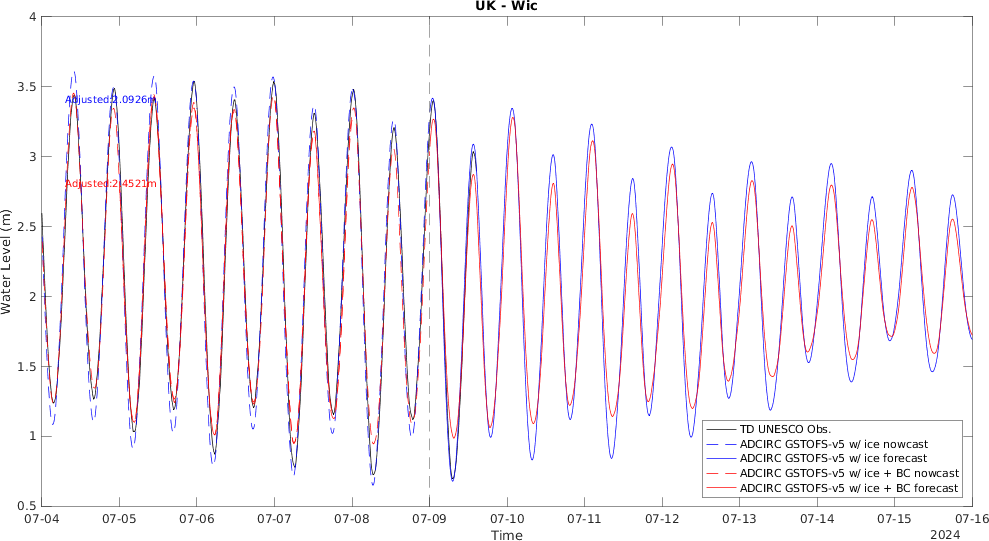 UK - Wic
4
3.5
3
2.5
2
1.5
1
0.5
Water Level (m)
Adjusted:2.0926m
Adjusted:2.4521m
TD UNESCO Obs.
ADCIRC GSTOFS-v5 w/ ice nowcast
ADCIRC GSTOFS-v5 w/ ice forecast
ADCIRC GSTOFS-v5 w/ ice + BC nowcast
ADCIRC GSTOFS-v5 w/ ice + BC forecast
07-04 07-05 07-06 07-07 07-08 07-09 07-10 07-11 07-12 07-13 07-14 07-15 07-16
Time
2024